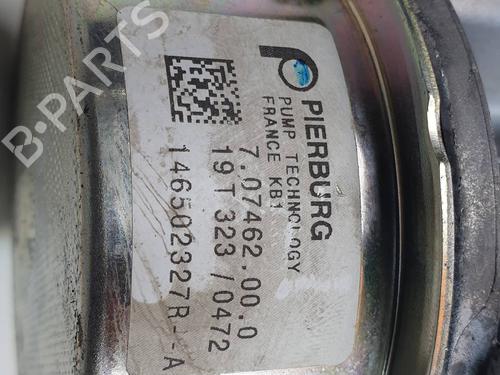 PIERBURG
PUMP TECHNOLOGY
FRANCE KB1
7.07462.00.0
19T 323 /0472
146502327R--A
B-PARTS